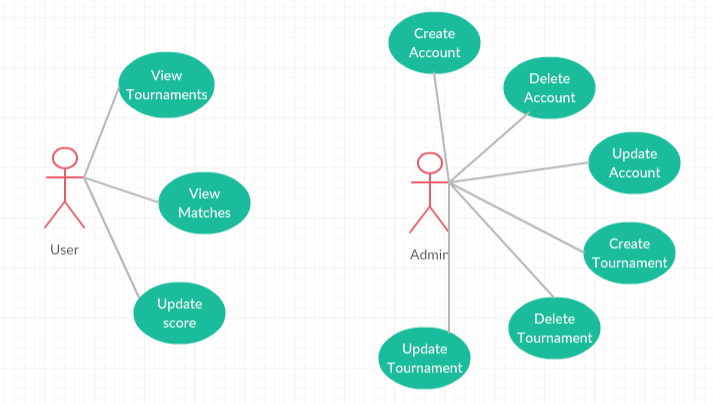 View
Tournaments
View
Matches
Update
score
User
Create
Account
Delete
Account
Update
Account
Create
Tournament
Delete
Tournament
Update
Tournament
Admin